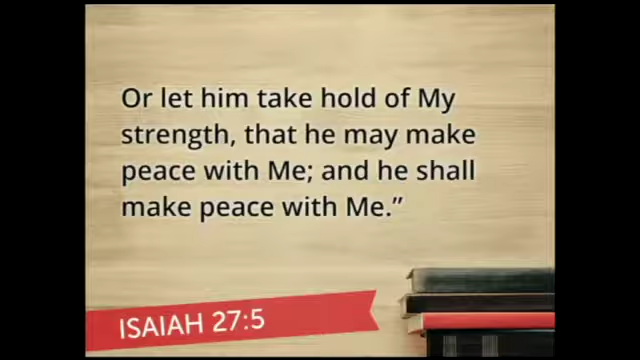 Or let him take hold of My
strength, that he may make
peace with Me; and he shall
make peace with Me.”
ISAIAH 27:5